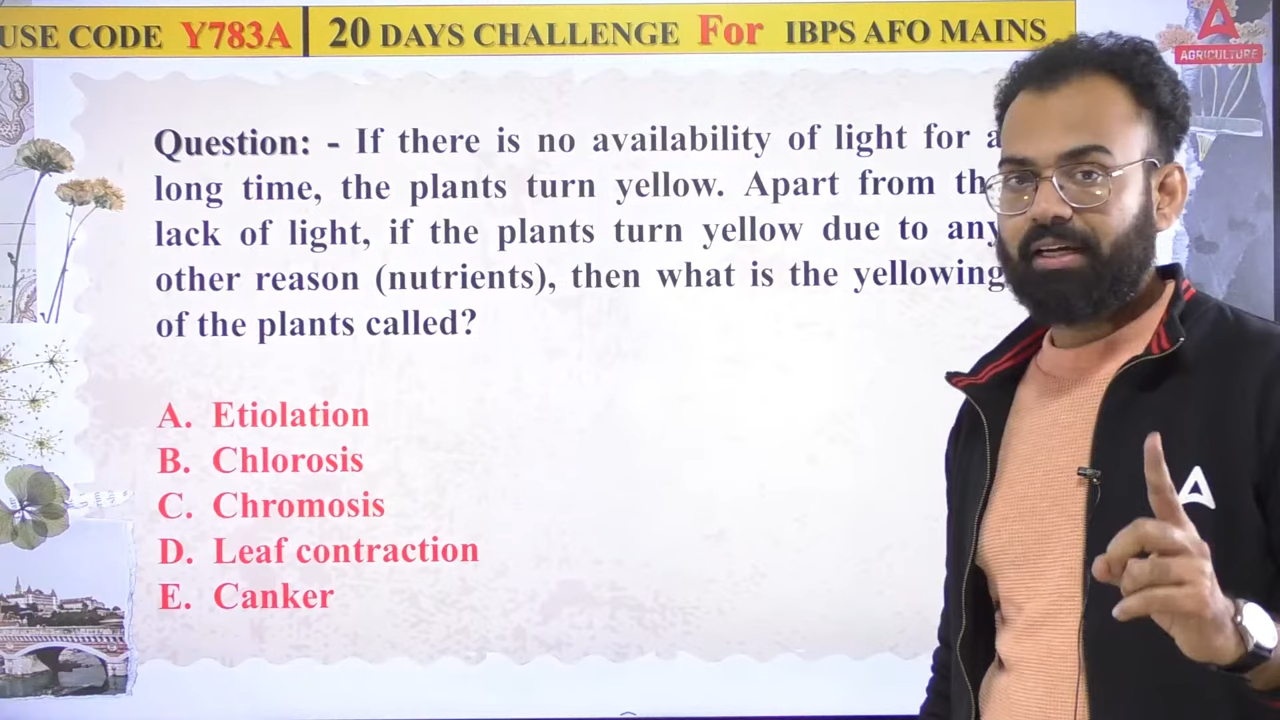 USE CODE Y783A | 20 DAYS CHALLENGE For IBPS AFO MAINS
AGRICULTURE
Question: - If there is no availability of light for a
long time, the plants turn yellow. Apart from th
lack of light, if the plants turn yellow due to any
other reason (nutrients), then what is the yellowing
of the plants called?
A. Etiolation
B. Chlorosis
C. Chromosis
D. Leaf contraction
E. Canker